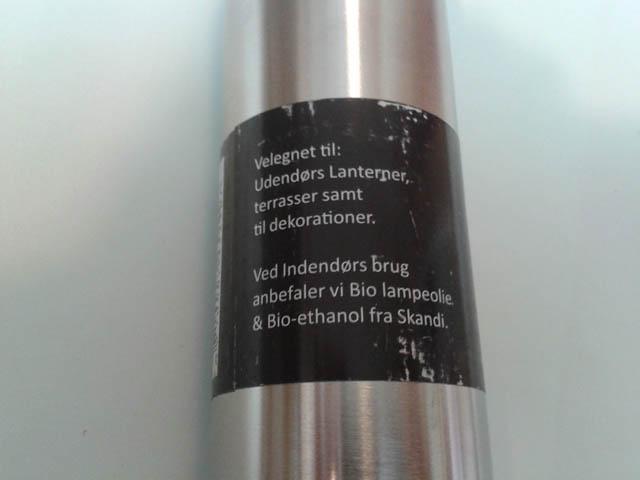 Velegnet til:
Udendørs Lanterner,
terrasser samt
til dekorationer.
Ved Indendørs brug
anbefaler vi Bio lampeolie.
& Bio-ethanol fra Skandi.